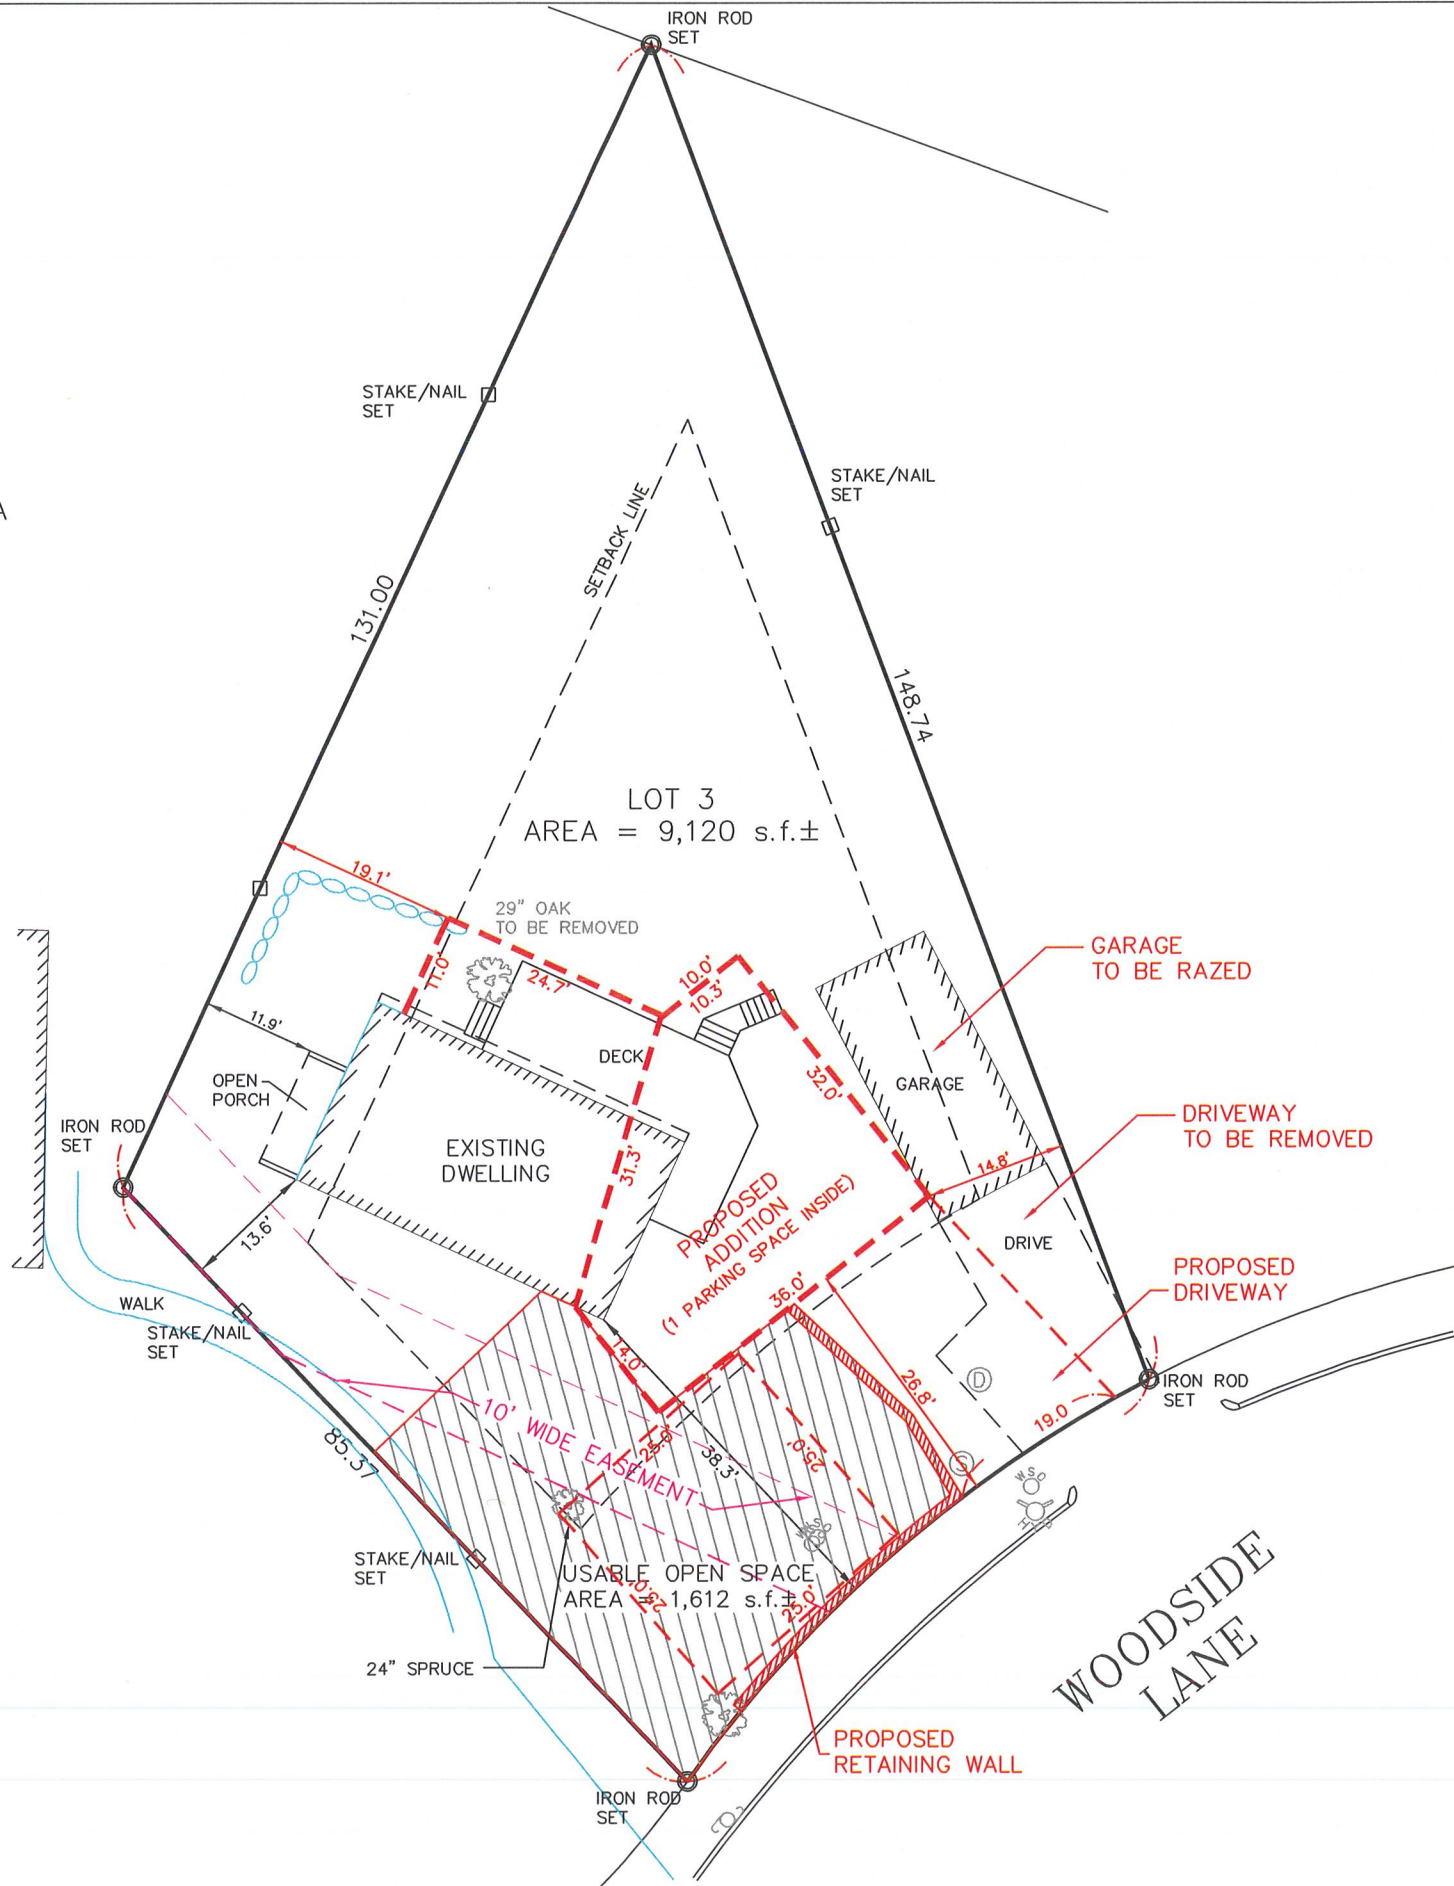 IRON ROD
SET
STAKE/NAIL
SET
STAKE/NAIL
SET
SETBACK LINE
131.00
148.74
LOT 3
AREA = 9,120 s.f.±
19.1'
29" OAK
TO BE REMOVED
11.0'
24.7'
10.0'
10.3'
GARAGE
TO BE RAZED
11.9'
DECK
32.0'
GARAGE
OPEN
PORCH
DRIVEWAY
TO BE REMOVED
IRON ROD
SET
EXISTING
DWELLING
31.3'
14.8'
PROPOSED
ADDITION
(1 PARKING SPACE INSIDE)
13.6'
DRIVE
PROPOSED
DRIVEWAY
36.0'
WALK
STAKE/NAIL
SET
14.0'
26.8'
D
IRON ROD
SET
19.0
10' WIDE EASEMENT
25.0'
38.3'
25.0'
85.37
S
WSO
STAKE/NAIL
SET
USABLE OPEN SPACE
AREA = 1,612 s.f.±
25.0'
25.0'
24" SPRUCE
WOODSIDE
LANE
PROPOSED
RETAINING WALL
IRON ROD
SET